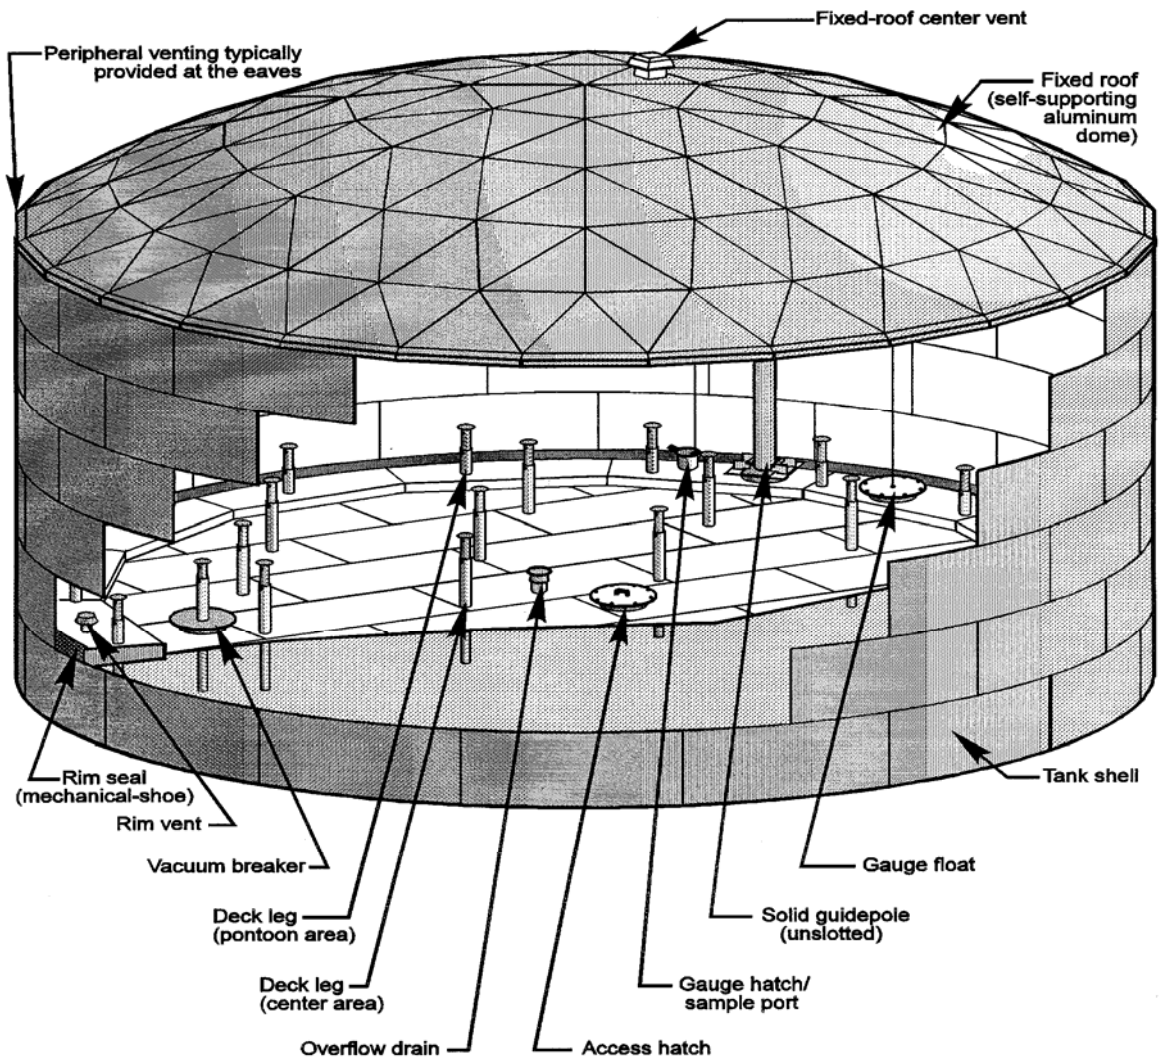 Fixed-roof center vent
Peripheral venting typically
provided at the eaves
Fixed roof
(self-supporting
aluminum
dome)
Rim seal
(mechanical-shoe)
Tank shell
Rim vent
Vacuum breaker
Gauge float
Deck leg
(pontoon area)
Solid guidepole
(unslotted)
Deck leg
(center area)
Gauge hatch/
sample port
Overflow drain
Access hatch